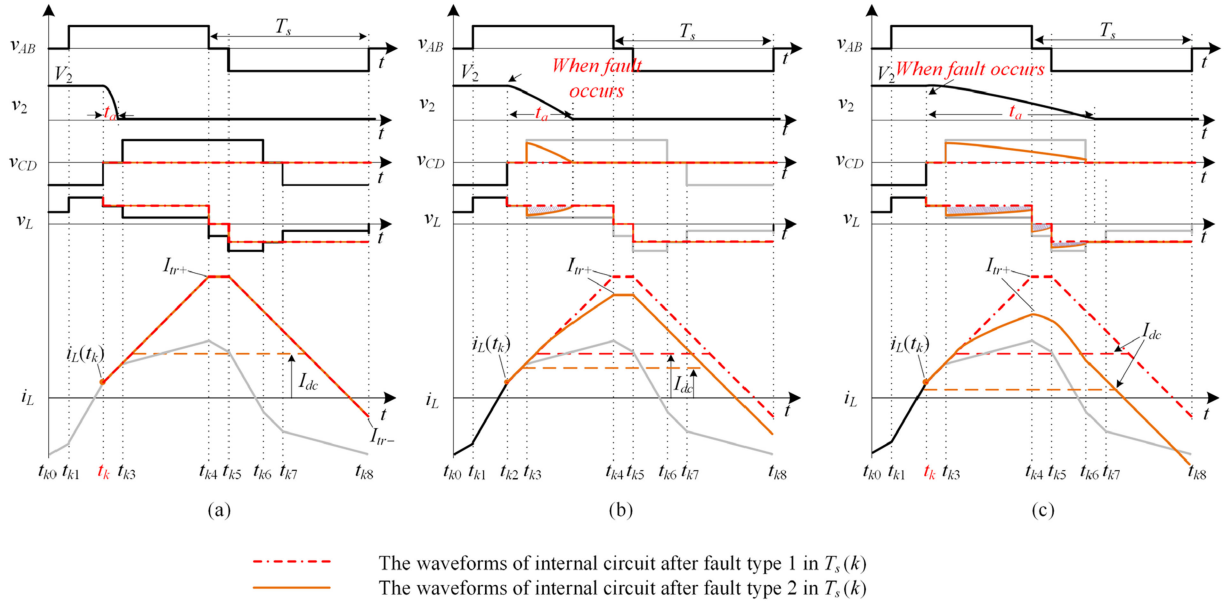 v_AB
T_s
t
V_2
v_2
t_a
t
v_CD
t
v_L
t
I_tr+
i_L(t_k)
I_dc
i_L
t
I_tr−
t_k0 t_k1 t_k t_k3 t_k4 t_k5 t_k6 t_k7 t_k8
(a)
v_AB
T_s
t
V_2
When fault
occurs
v_2
t_a
t
v_CD
t
v_L
t
I_tr+
i_L(t_k)
I_dc
i_L
t
t_k0 t_k1 t_k2 t_k3 t_k4 t_k5 t_k6 t_k7 t_k8
(b)
v_AB
T_s
t
V_2
When fault occurs
v_2
t_a
t
v_CD
t
v_L
t
I_tr+
I_dc
i_L(t_k)
i_L
t
t_k0 t_k1 t_k t_k3 t_k4 t_k5 t_k6 t_k7 t_k8
(c)
The waveforms of internal circuit after fault type 1 in T_s(k)
The waveforms of internal circuit after fault type 2 in T_s(k)